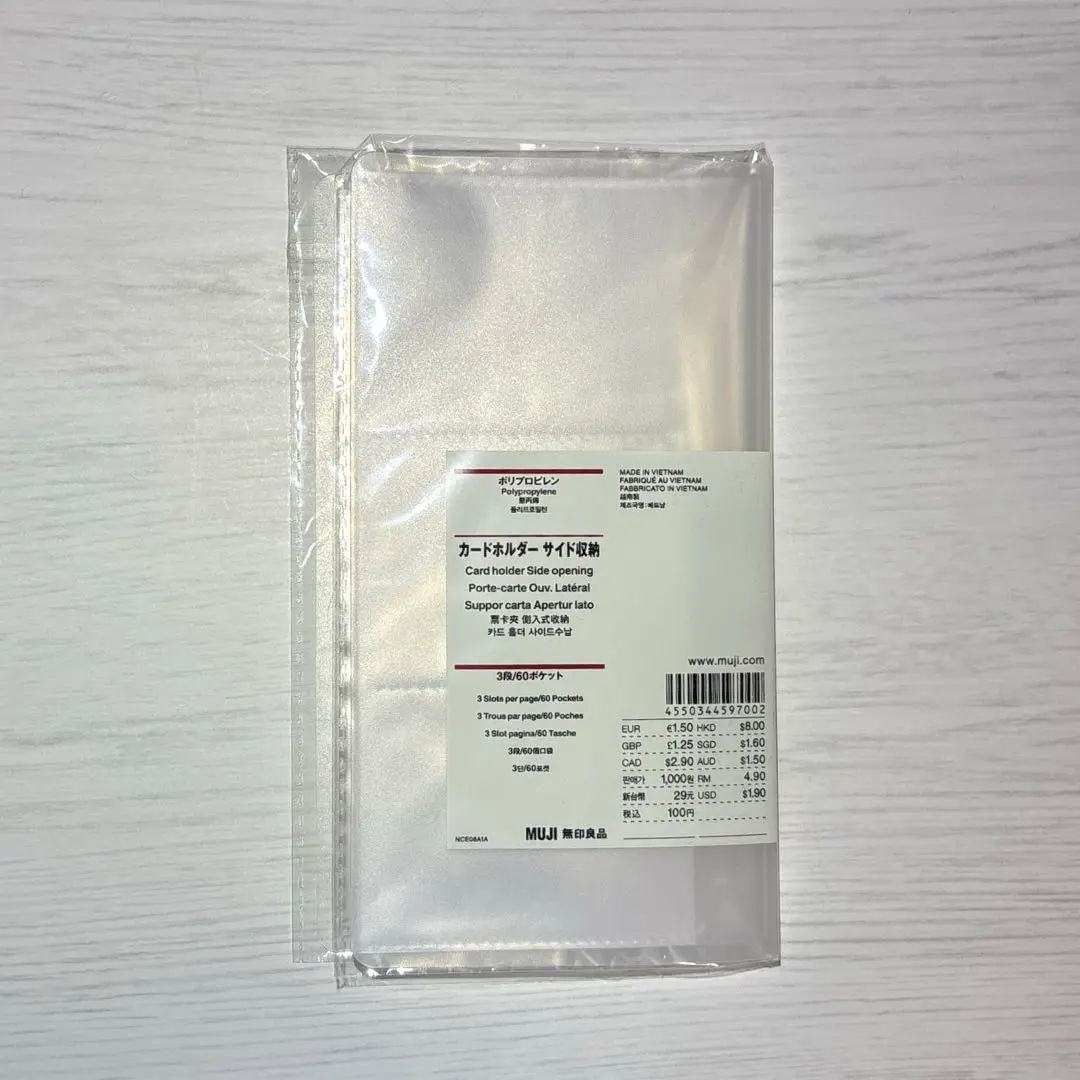 ポリプロピレン
Polypropylene
聚丙烯
폴리프로필렌
カードホルダー サイド収納
Card holder Side opening
Porte-carte Ouv. Latéral
Suppor carta Apertur lato
票卡夾 側入式收納
카드 홀더 사이드수납
3段/60ポケット
3 Slots per page/60 Pockets
3 Trous par page/60 Poches
3 Slot pagina/60 Tasche
3段/60個口袋
3단/60포켓
NCE08A1A
MUJI 無印良品
MADE IN VIETNAM
FABRIQUÉ AU VIETNAM
FABBRICATO IN VIETNAM
越南製
제조국명:베트남
www.muji.com
4550344597002
EUR €1.50 HKD $8.00
GBP £1.25 SGD $1.60
CAD $2.90 AUD $1.50
판매가 1,000원 RM 4.90
新台幣 29元 USD $1.90
税込 100円